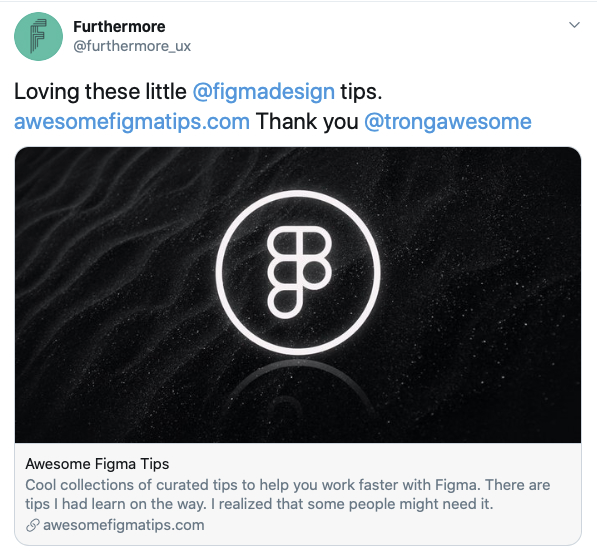 Furthermore
@furthermore_ux
Loving these little @figmadesign tips.
awesomefigmatips.com Thank you @trongawesome
Awesome Figma Tips
Cool collections of curated tips to help you work faster with Figma. There are
tips I had learn on the way. I realized that some people might need it.
awesomefigmatips.com